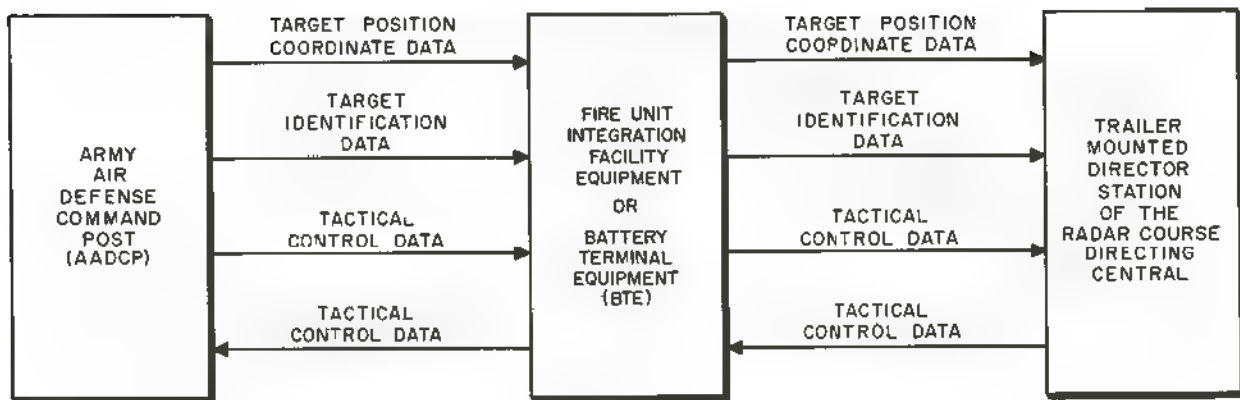 ARMY
AIR
DEFENSE
COMMAND
POST
(AADCP)
TARGET POSITION
COORDINATE DATA
TARGET
IDENTIFICATION
DATA
TACTICAL
CONTROL DATA
TACTICAL
CONTROL DATA
FIRE UNIT
INTEGRATION
FACILITY
EQUIPMENT
OR
BATTERY
TERMINAL
EQUIPMENT
(BTE)
TARGET POSITION
COORDINATE DATA
TARGET
IDENTIFICATION
DATA
TACTICAL
CONTROL DATA
TACTICAL
CONTROL DATA
TRAILER
MOUNTED
DIRECTOR
STATION
OF THE
RADAR COURSE
DIRECTING
CENTRAL